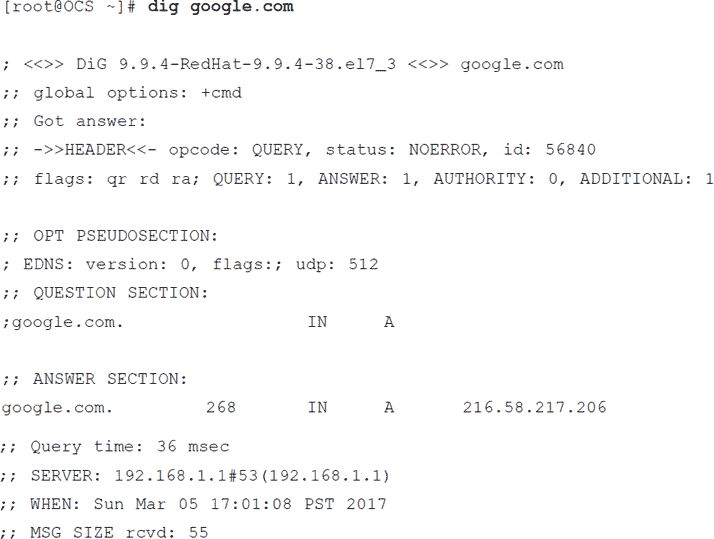 [root@OCS ~]# dig google.com
; <<>> DiG 9.9.4-RedHat-9.9.4-38.el7_3 <<>> google.com
;; global options: +cmd
;; Got answer:
;; ->>HEADER<<- opcode: QUERY, status: NOERROR, id: 56840
;; flags: qr rd ra; QUERY: 1, ANSWER: 1, AUTHORITY: 0, ADDITIONAL: 1
;; OPT PSEUDOSECTION:
; EDNS: version: 0, flags:; udp: 512
;; QUESTION SECTION:
;google.com. IN A
;; ANSWER SECTION:
google.com. 268 IN A 216.58.217.206
;; Query time: 36 msec
;; SERVER: 192.168.1.1#53(192.168.1.1)
;; WHEN: Sun Mar 05 17:01:08 PST 2017
;; MSG SIZE rcvd: 55